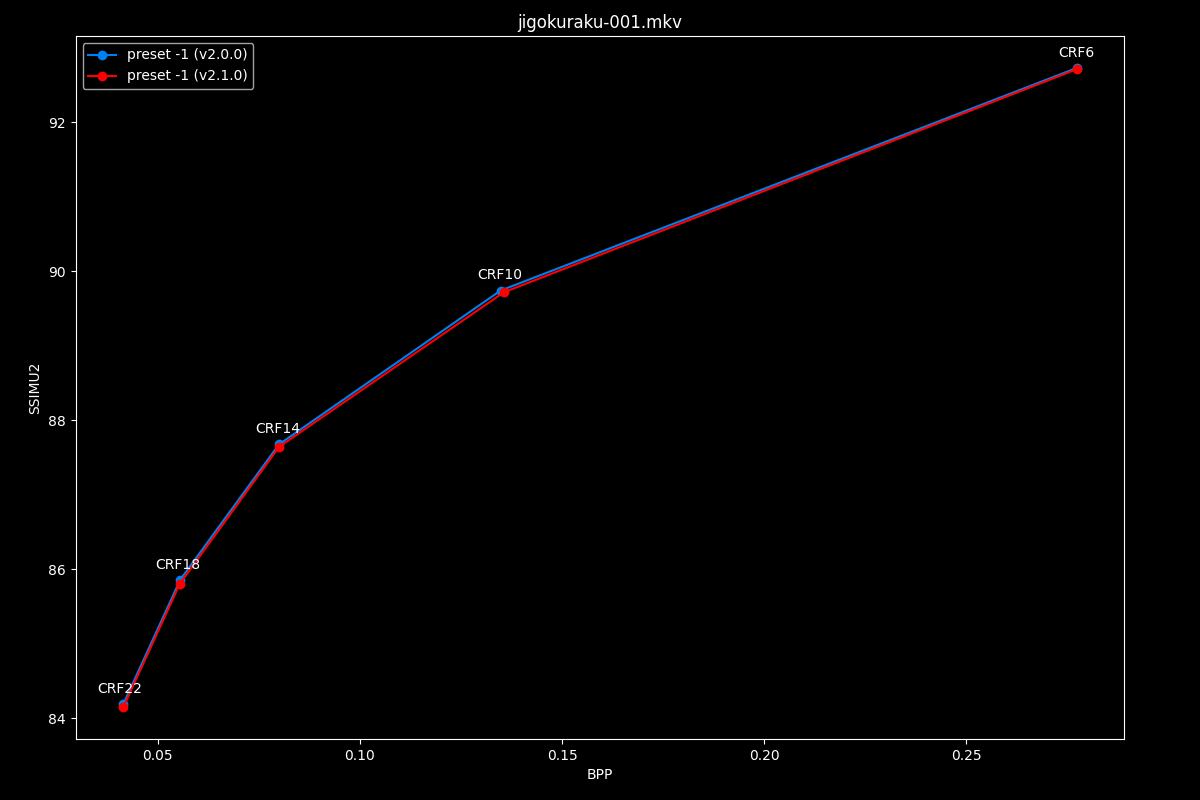 jigokuraku-001.mkv
preset -1 (v2.0.0)
preset -1 (v2.1.0)
CRF6
92
90
CRF10
SSIMU2
88
CRF14
86
CRF18
84
CRF22
0.05 0.10 0.15 0.20 0.25
BPP